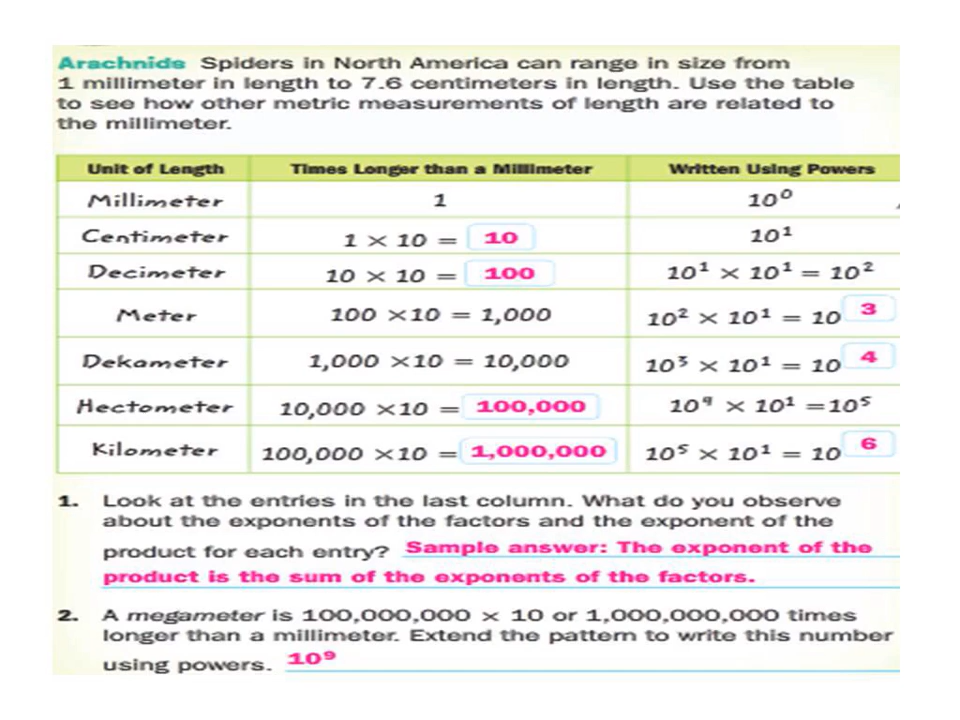 Arachnids Spiders in North America can range in size from
1 millimeter in length to 7.6 centimeters in length. Use the table
to see how other metric measurements of length are related to
the millimeter.
Unit of Length Times Longer than a Millimeter Written Using Powers
Millimeter 1 10⁰
Centimeter 1 × 10 = 10 10¹
Decimeter 10 × 10 = 100 10¹ × 10¹ = 10²
Meter 100 ×10 = 1,000 10² × 10¹ = 10 3
Dekameter 1,000 ×10 = 10,000 10³ × 10¹ = 10 4
Hectometer 10,000 ×10 = 100,000 10⁴ × 10¹ =10⁵
Kilometer 100,000 ×10 = 1,000,000 10⁵ × 10¹ = 10 6
1. Look at the entries in the last column. What do you observe
about the exponents of the factors and the exponent of the
product for each entry? Sample answer: The exponent of the
product is the sum of the exponents of the factors.
2. A megameter is 100,000,000 × 10 or 1,000,000,000 times
longer than a millimeter. Extend the pattern to write this number
using powers. 10⁹